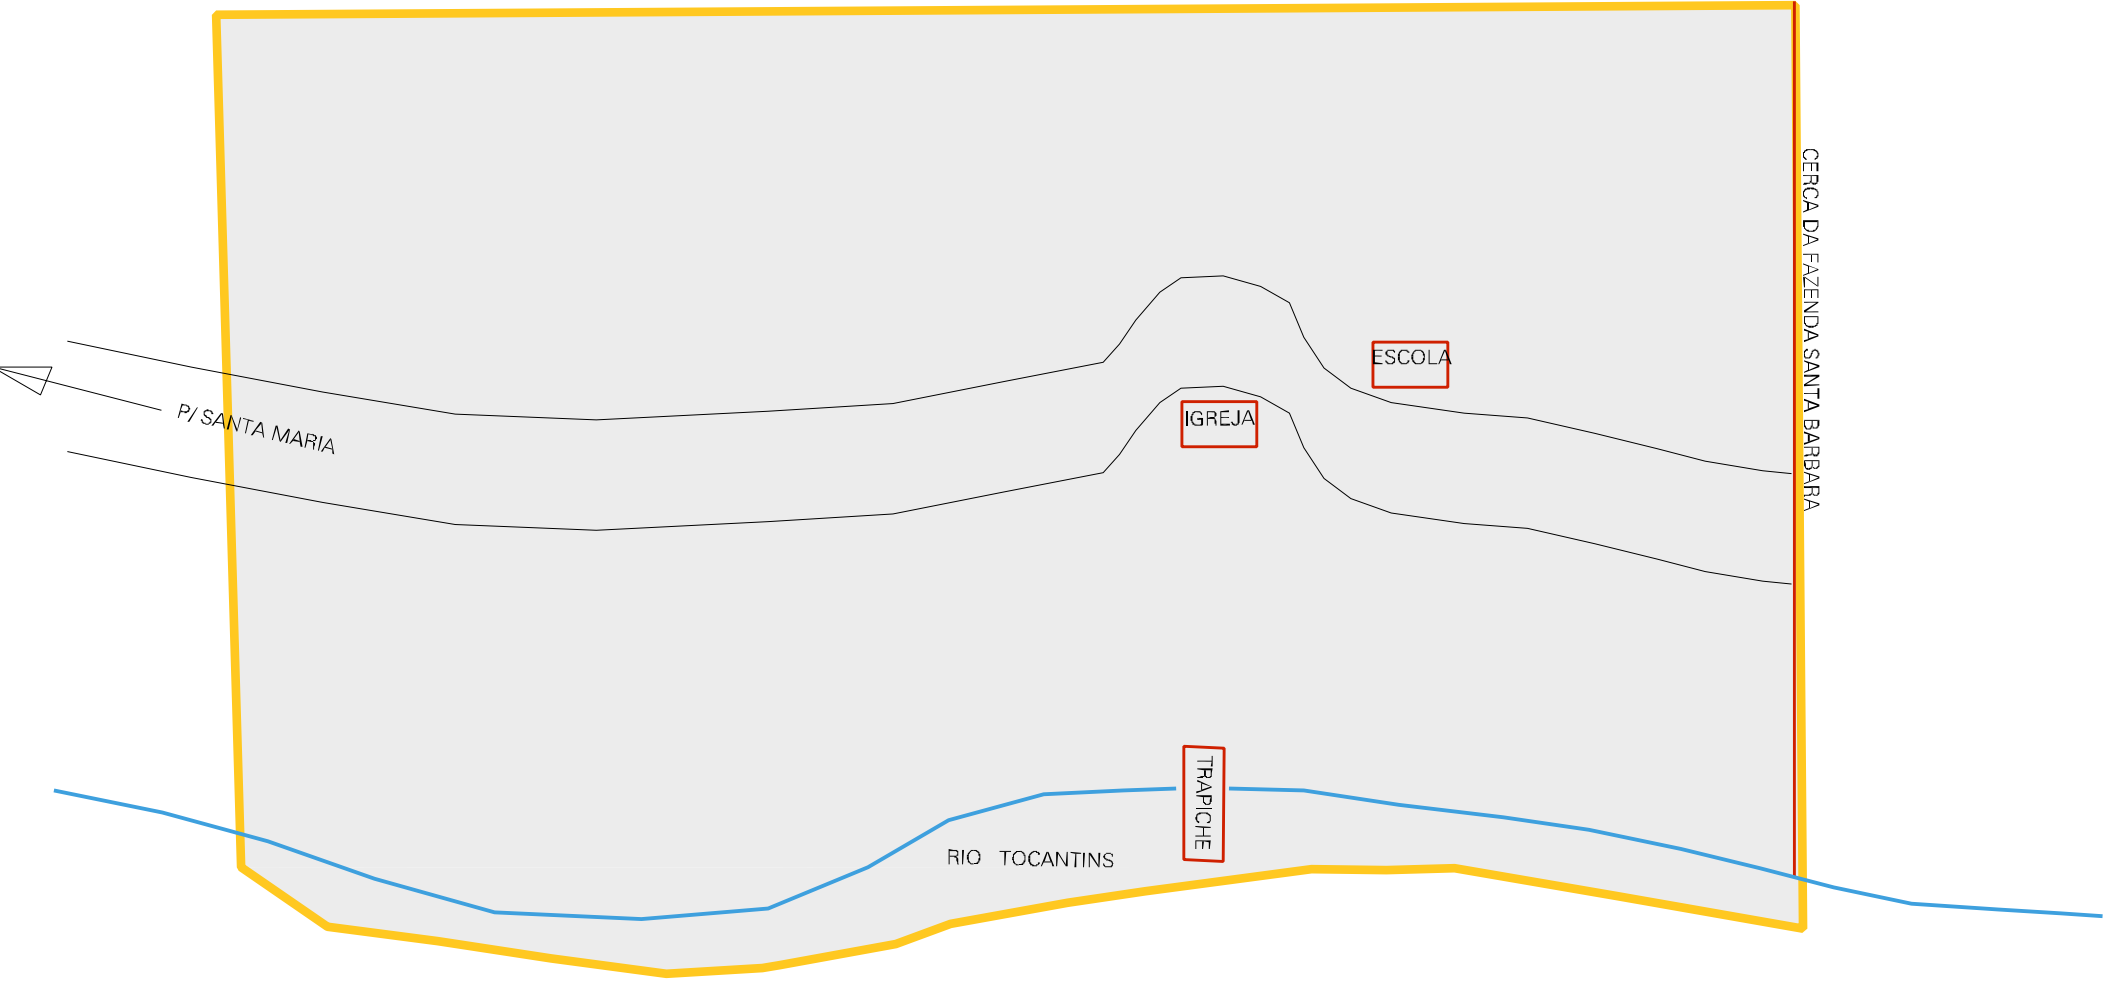 CERCA DA FAZENDA SANTA BARBARA
ESCOLA
IGREJA
P/ SANTA MARIA
TRAPICHE
RIO TOCANTINS